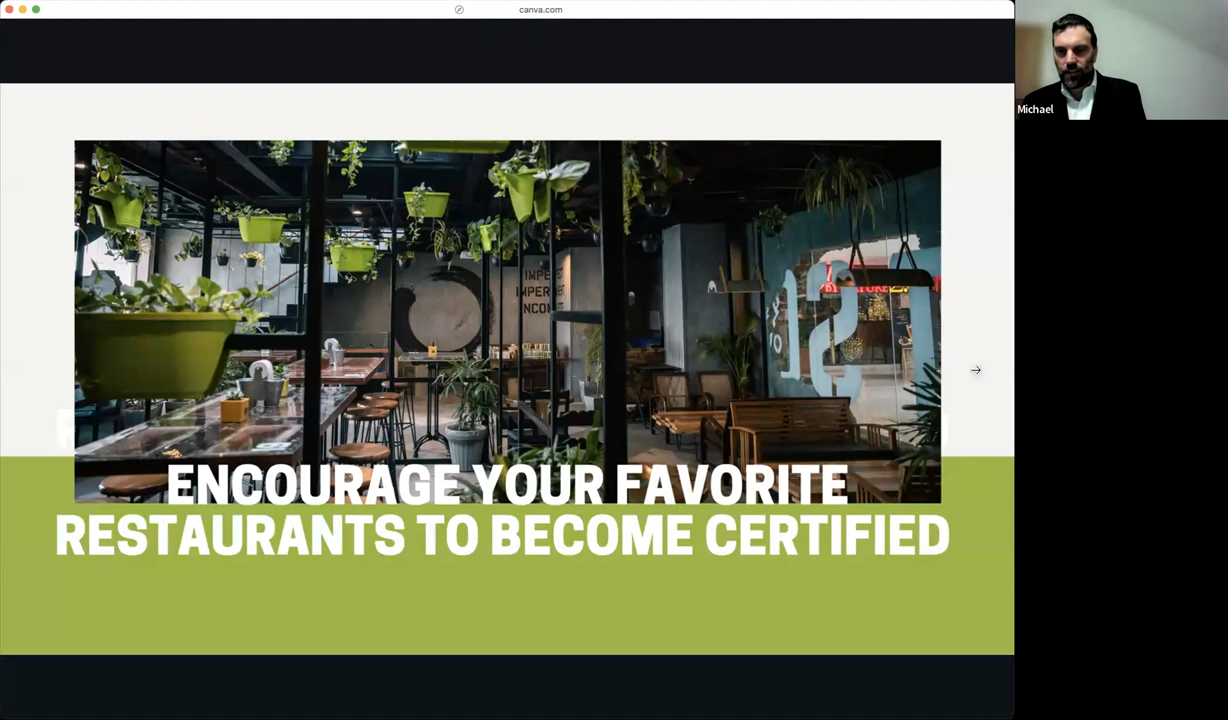 canva.com
Michael
ENCOURAGE YOUR FAVORITE
RESTAURANTS TO BECOME CERTIFIED